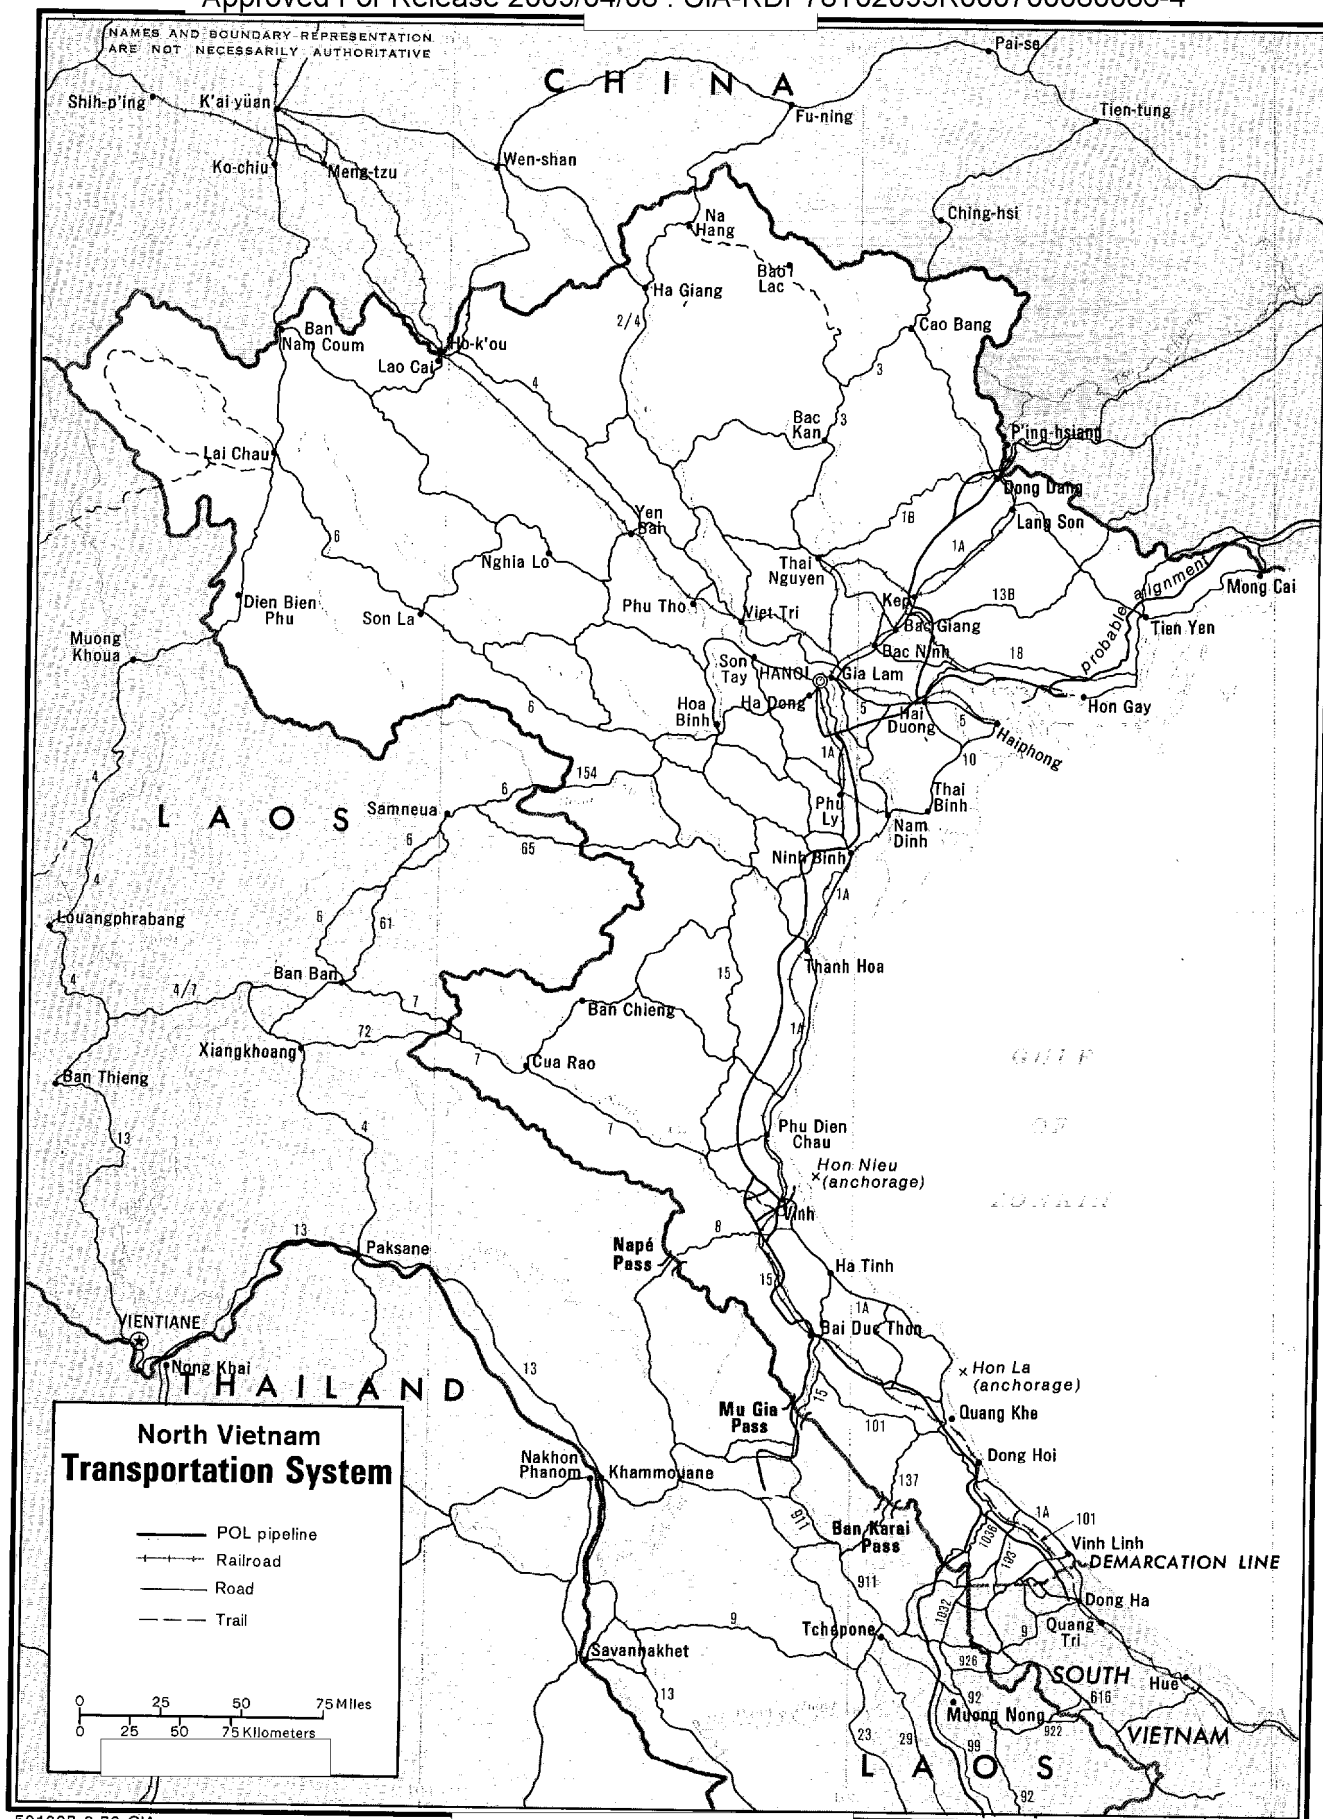 NAMES AND BOUNDARY REPRESENTATION
ARE NOT NECESSARILY AUTHORITATIVE
CHINA
Pai-se
Shih-p'ing
K'ai-yüan
Fu-ning
Tien-tung
Ko-chiu
Meng-tzu
Wen-shan
Na
Hang
Ching-hsi
Bao
Lac
Ha Giang
2/4
Ban
Nam Coum
Ho-k'ou
Cao Bang
Lao Cai
4
3
Bac
Kan
3
P'ing-hsiang
Lai Chau
Dong Dang
Yen
Bai
1B
Lang Son
6
1A
Nghia Lo
Thai
Nguyen
probable alignment
Mong Cai
Dien Bien
Phu
Son La
Phu Tho
Viet Tri
Kep
13B
Bac Giang
Tien Yen
Muong
Khoua
Son
Tay
HANOI
Bac Ninh
18
Gia Lam
Hoa
Binh
Ha Dong
5
Hai
Duong
Hon Gay
6
5
Haiphong
4
1A
10
154
6
Thai
Binh
LAOS
Samneua
Phu
Ly
Nam
Dinh
6
65
Ninh Binh
4
1A
Louangphrabang
6
61
Thanh Hoa
15
Ban Ban
4
4/7
7
Ban Chieng
72
1A
Xiangkhoang
7
Cua Rao
Ban Thieng
GULF
OF
TONKIN
13
4
7
Phu Dien
Chau
Hon Nieu
(anchorage)
Vinh
13
Paksane
8
Napé
Pass
15
Ha Tinh
1A
VIENTIANE
Bai Duc Thon
Nong Khai
13
Hon La
(anchorage)
THAILAND
15
Mu Gia
Pass
101
Quang Khe
Dong Hoi
Nakhon
Phanom
Khammouane
137
911
Ban Karai
Pass
1A
101
1036
103
Vinh Linh
DEMARCATION LINE
911
1032
Dong Ha
9
Tchepone
9
Quang
Tri
Savannakhet
926
SOUTH
Hue
13
92
616
Muong Nong
922
VIETNAM
23
29
99
LAOS
92
North Vietnam
Transportation System
POL pipeline
Railroad
Road
Trail
0 25 50 75 Miles
0 25 50 75 Kilometers